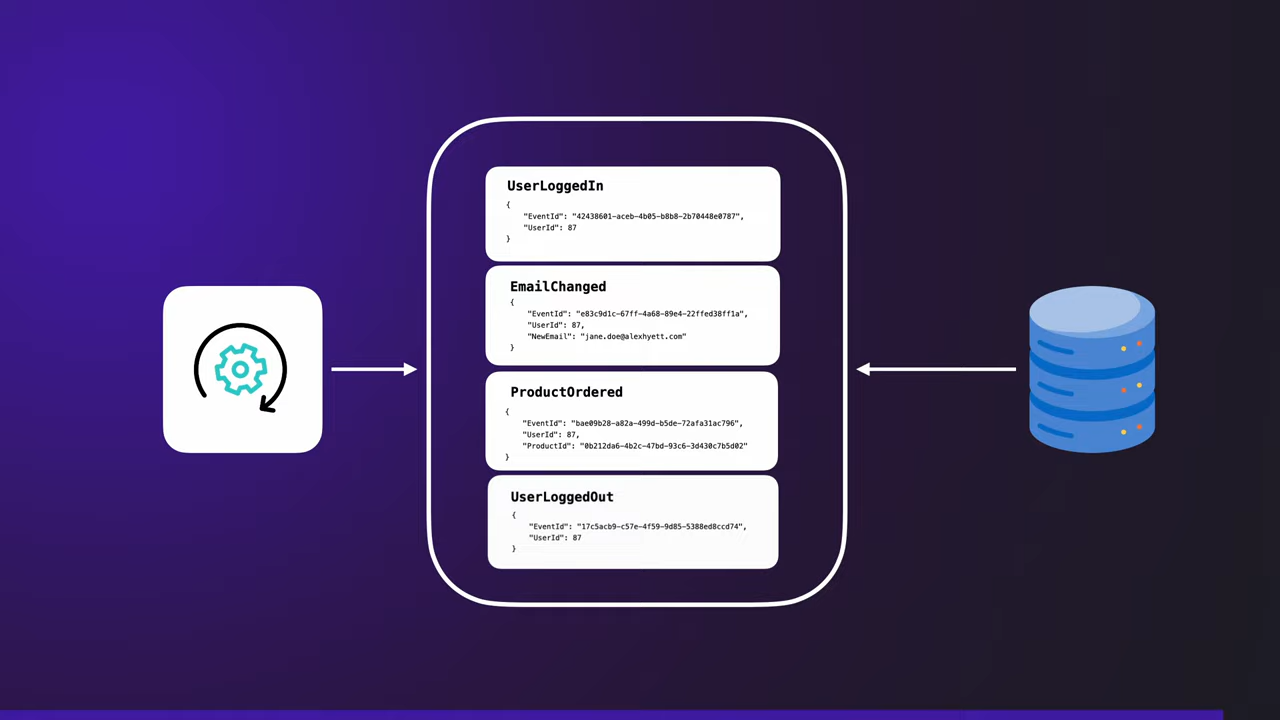 UserLoggedIn
{
"EventId": "42438601-aceb-4b05-b8b8-2b70448e0787",
"UserId": 87
}
EmailChanged
{
"EventId": "e83c9d1c-67ff-4a68-89e4-22ffed38ff1a",
"UserId": 87,
"NewEmail": "jane.doe@alexhyett.com"
}
ProductOrdered
{
"EventId": "bae09b28-a82a-499d-b5de-72afa31ac796",
"UserId": 87,
"ProductId": "0b212da6-4b2c-47bd-93c6-3d430c7b5d02"
}
UserLoggedOut
{
"EventId": "17c5acb9-c57e-4f59-9d85-5388ed8ccd74",
"UserId": 87
}